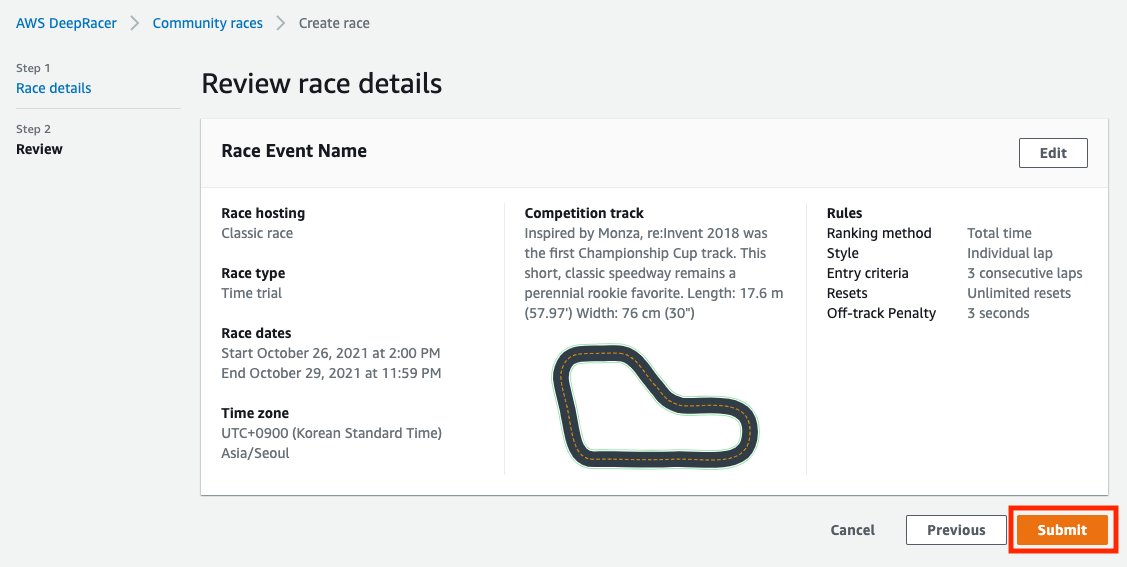 AWS DeepRacer > Community races > Create race
Step 1
Race details
Step 2
Review
Review race details
Race Event Name
Edit
Race hosting
Classic race
Race type
Time trial
Race dates
Start October 26, 2021 at 2:00 PM
End October 29, 2021 at 11:59 PM
Time zone
UTC+0900 (Korean Standard Time)
Asia/Seoul
Competition track
Inspired by Monza, re:Invent 2018 was
the first Championship Cup track. This
short, classic speedway remains a
perennial rookie favorite. Length: 17.6 m
(57.97') Width: 76 cm (30")
Rules
Ranking method Total time
Style Individual lap
Entry criteria 3 consecutive laps
Resets Unlimited resets
Off-track Penalty 3 seconds
Cancel
Previous
Submit